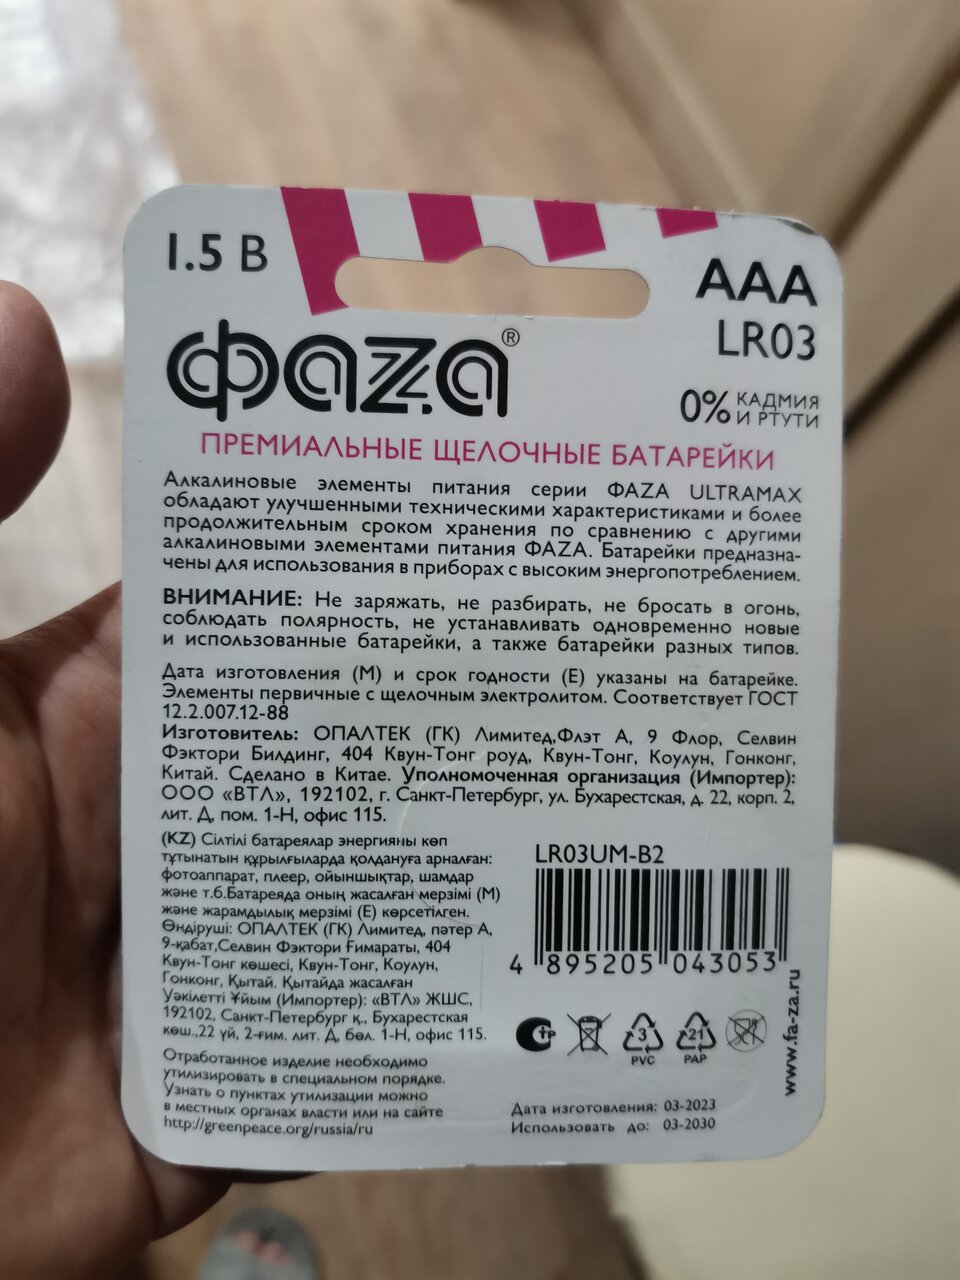 1.5 В
AAA
LR03
ФАZА®
0% КАДМИЯ
И РТУТИ
ПРЕМИАЛЬНЫЕ ЩЕЛОЧНЫЕ БАТАРЕЙКИ
Алкалиновые элементы питания серии ФАZА ULTRAMAX
обладают улучшенными техническими характеристиками и более
продолжительным сроком хранения по сравнению с другими
алкалиновыми элементами питания ФАZА. Батарейки предназна-
чены для использования в приборах с высоким энергопотреблением.
ВНИМАНИЕ: Не заряжать, не разбирать, не бросать в огонь,
соблюдать полярность, не устанавливать одновременно новые
и использованные батарейки, а также батарейки разных типов.
Дата изготовления (М) и срок годности (Е) указаны на батарейке.
Элементы первичные с щелочным электролитом. Соответствует ГОСТ
12.2.007.12-88
Изготовитель: ОПАЛТЕК (ГК) Лимитед,Флэт А, 9 Флор, Селвин
Фэктори Билдинг, 404 Квун-Тонг роуд, Квун-Тонг, Коулун, Гонконг,
Китай. Сделано в Китае. Уполномоченная организация (Импортер):
ООО «ВТЛ», 192102, г. Санкт-Петербург, ул. Бухарестская, д. 22, корп. 2,
лит. Д, пом. 1-Н, офис 115.
(KZ) Сілтілі батареялар энергияны көп
тұтынатын құрылғыларда қолдануға арналған:
фотоаппарат, плеер, ойыншықтар, шамдар
және т.б.Батареяда оның жасалған мерзімі (М)
және жарамдылық мерзімі (Е) көрсетілген.
Өндіруші: ОПАЛТЕК (ГК) Лимитед, пәтер А,
9-қабат,Селвин Фэктори Ғимараты, 404
Квун-Тонг көшесі, Квун-Тонг, Коулун,
Гонконг, Қытай. Қытайда жасалған
Уәкілетті Ұйым (Импортер): «ВТЛ» ЖШС,
192102, Санкт-Петербург қ., Бухарестская
көш.,22 үй, 2-ғим. лит. Д, бөл. 1-Н, офис 115.
Отработанное изделие необходимо
утилизировать в специальном порядке.
Узнать о пунктах утилизации можно
в местных органах власти или на сайте
http://greenpeace.org/russia/ru
LR03UM-B2
4 895205 043053
www.fa-za.ru
3
PVC
21
PAP
Дата изготовления: 03-2023
Использовать до: 03-2030